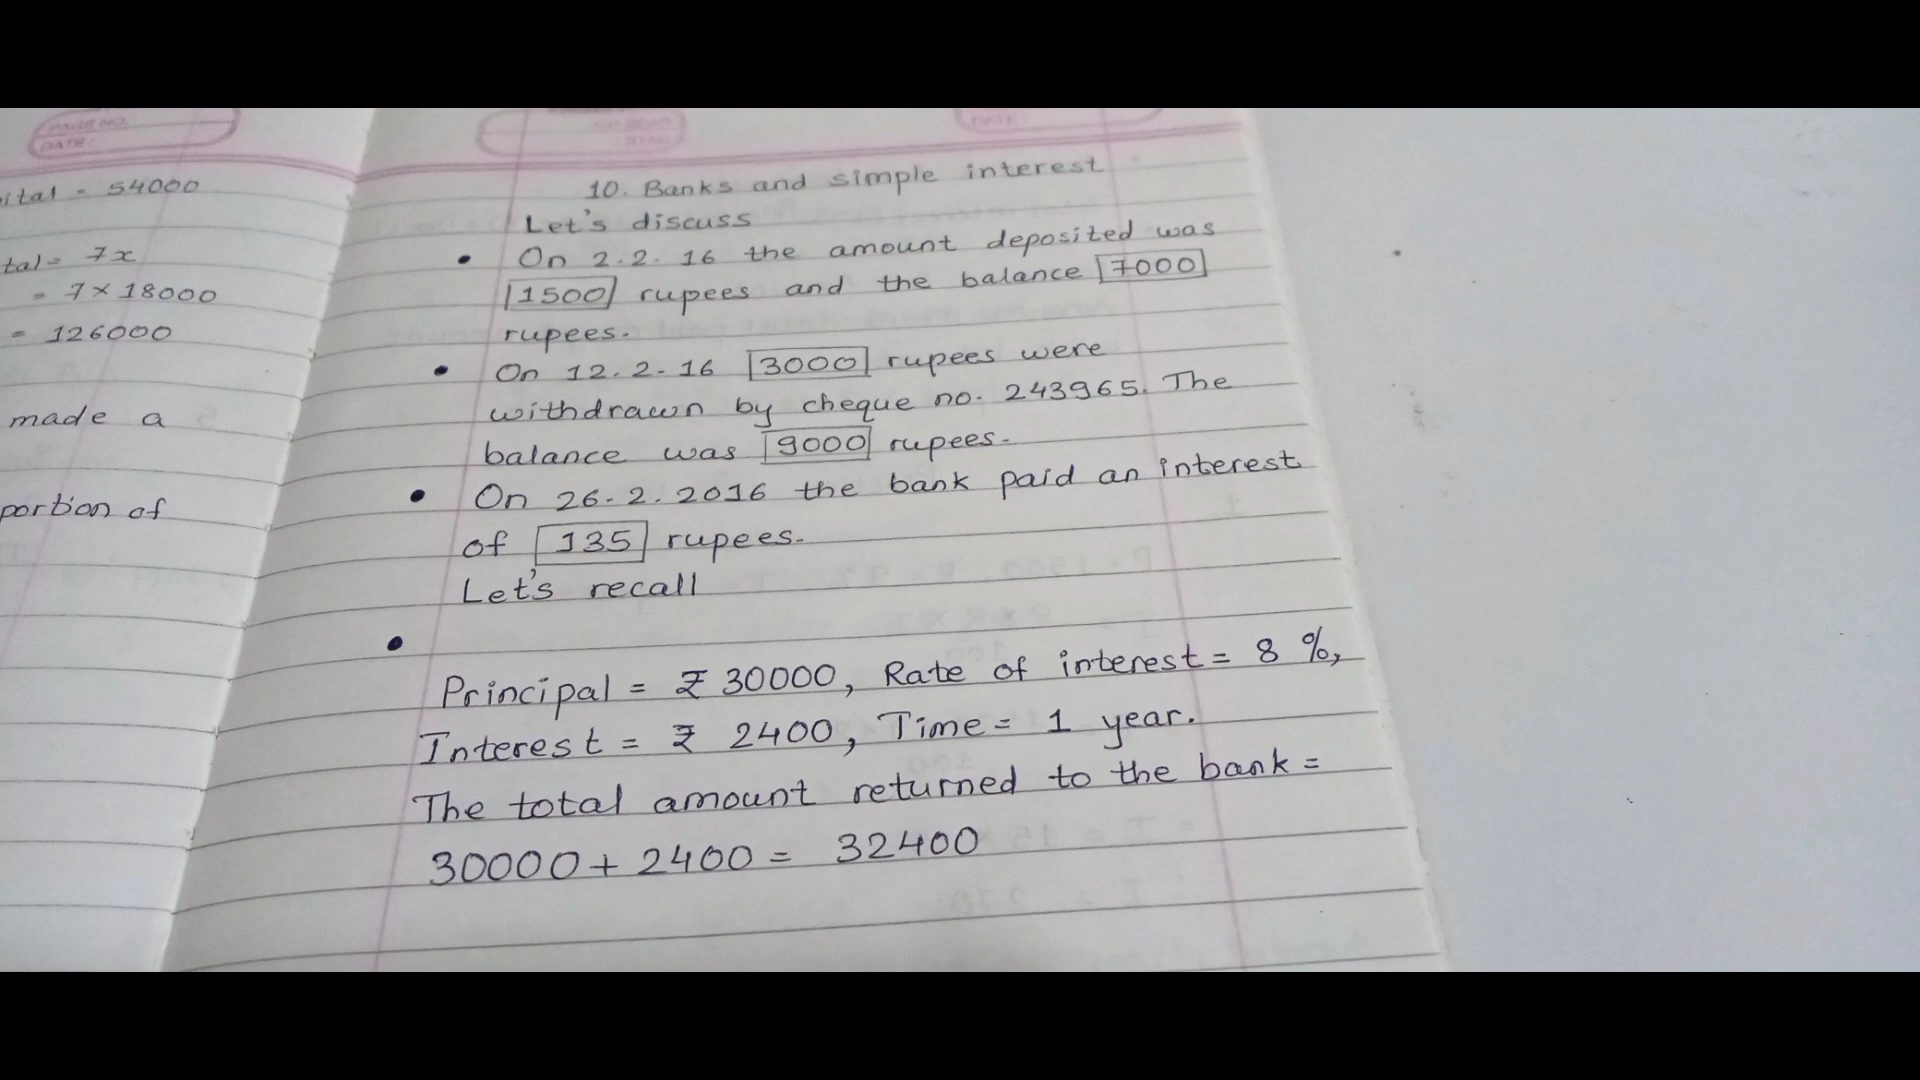 PAGE NO.
DATE:
DATE:
ital = 54000
tal = 7x
= 7 × 18000
= 126000
made a
portion of
10. Banks and simple interest
Let's discuss
• On 2.2.16 the amount deposited was
1500 rupees and the balance 7000
rupees.
• On 12.2.16 3000 rupees were
withdrawn by cheque no. 243965. The
balance was 9000 rupees.
• On 26.2.2016 the bank paid an interest
of 135 rupees.
Let's recall
•
Principal = ₹ 30000, Rate of interest = 8 %,
Interest = ₹ 2400, Time = 1 year.
The total amount returned to the bank =
30000 + 2400 = 32400